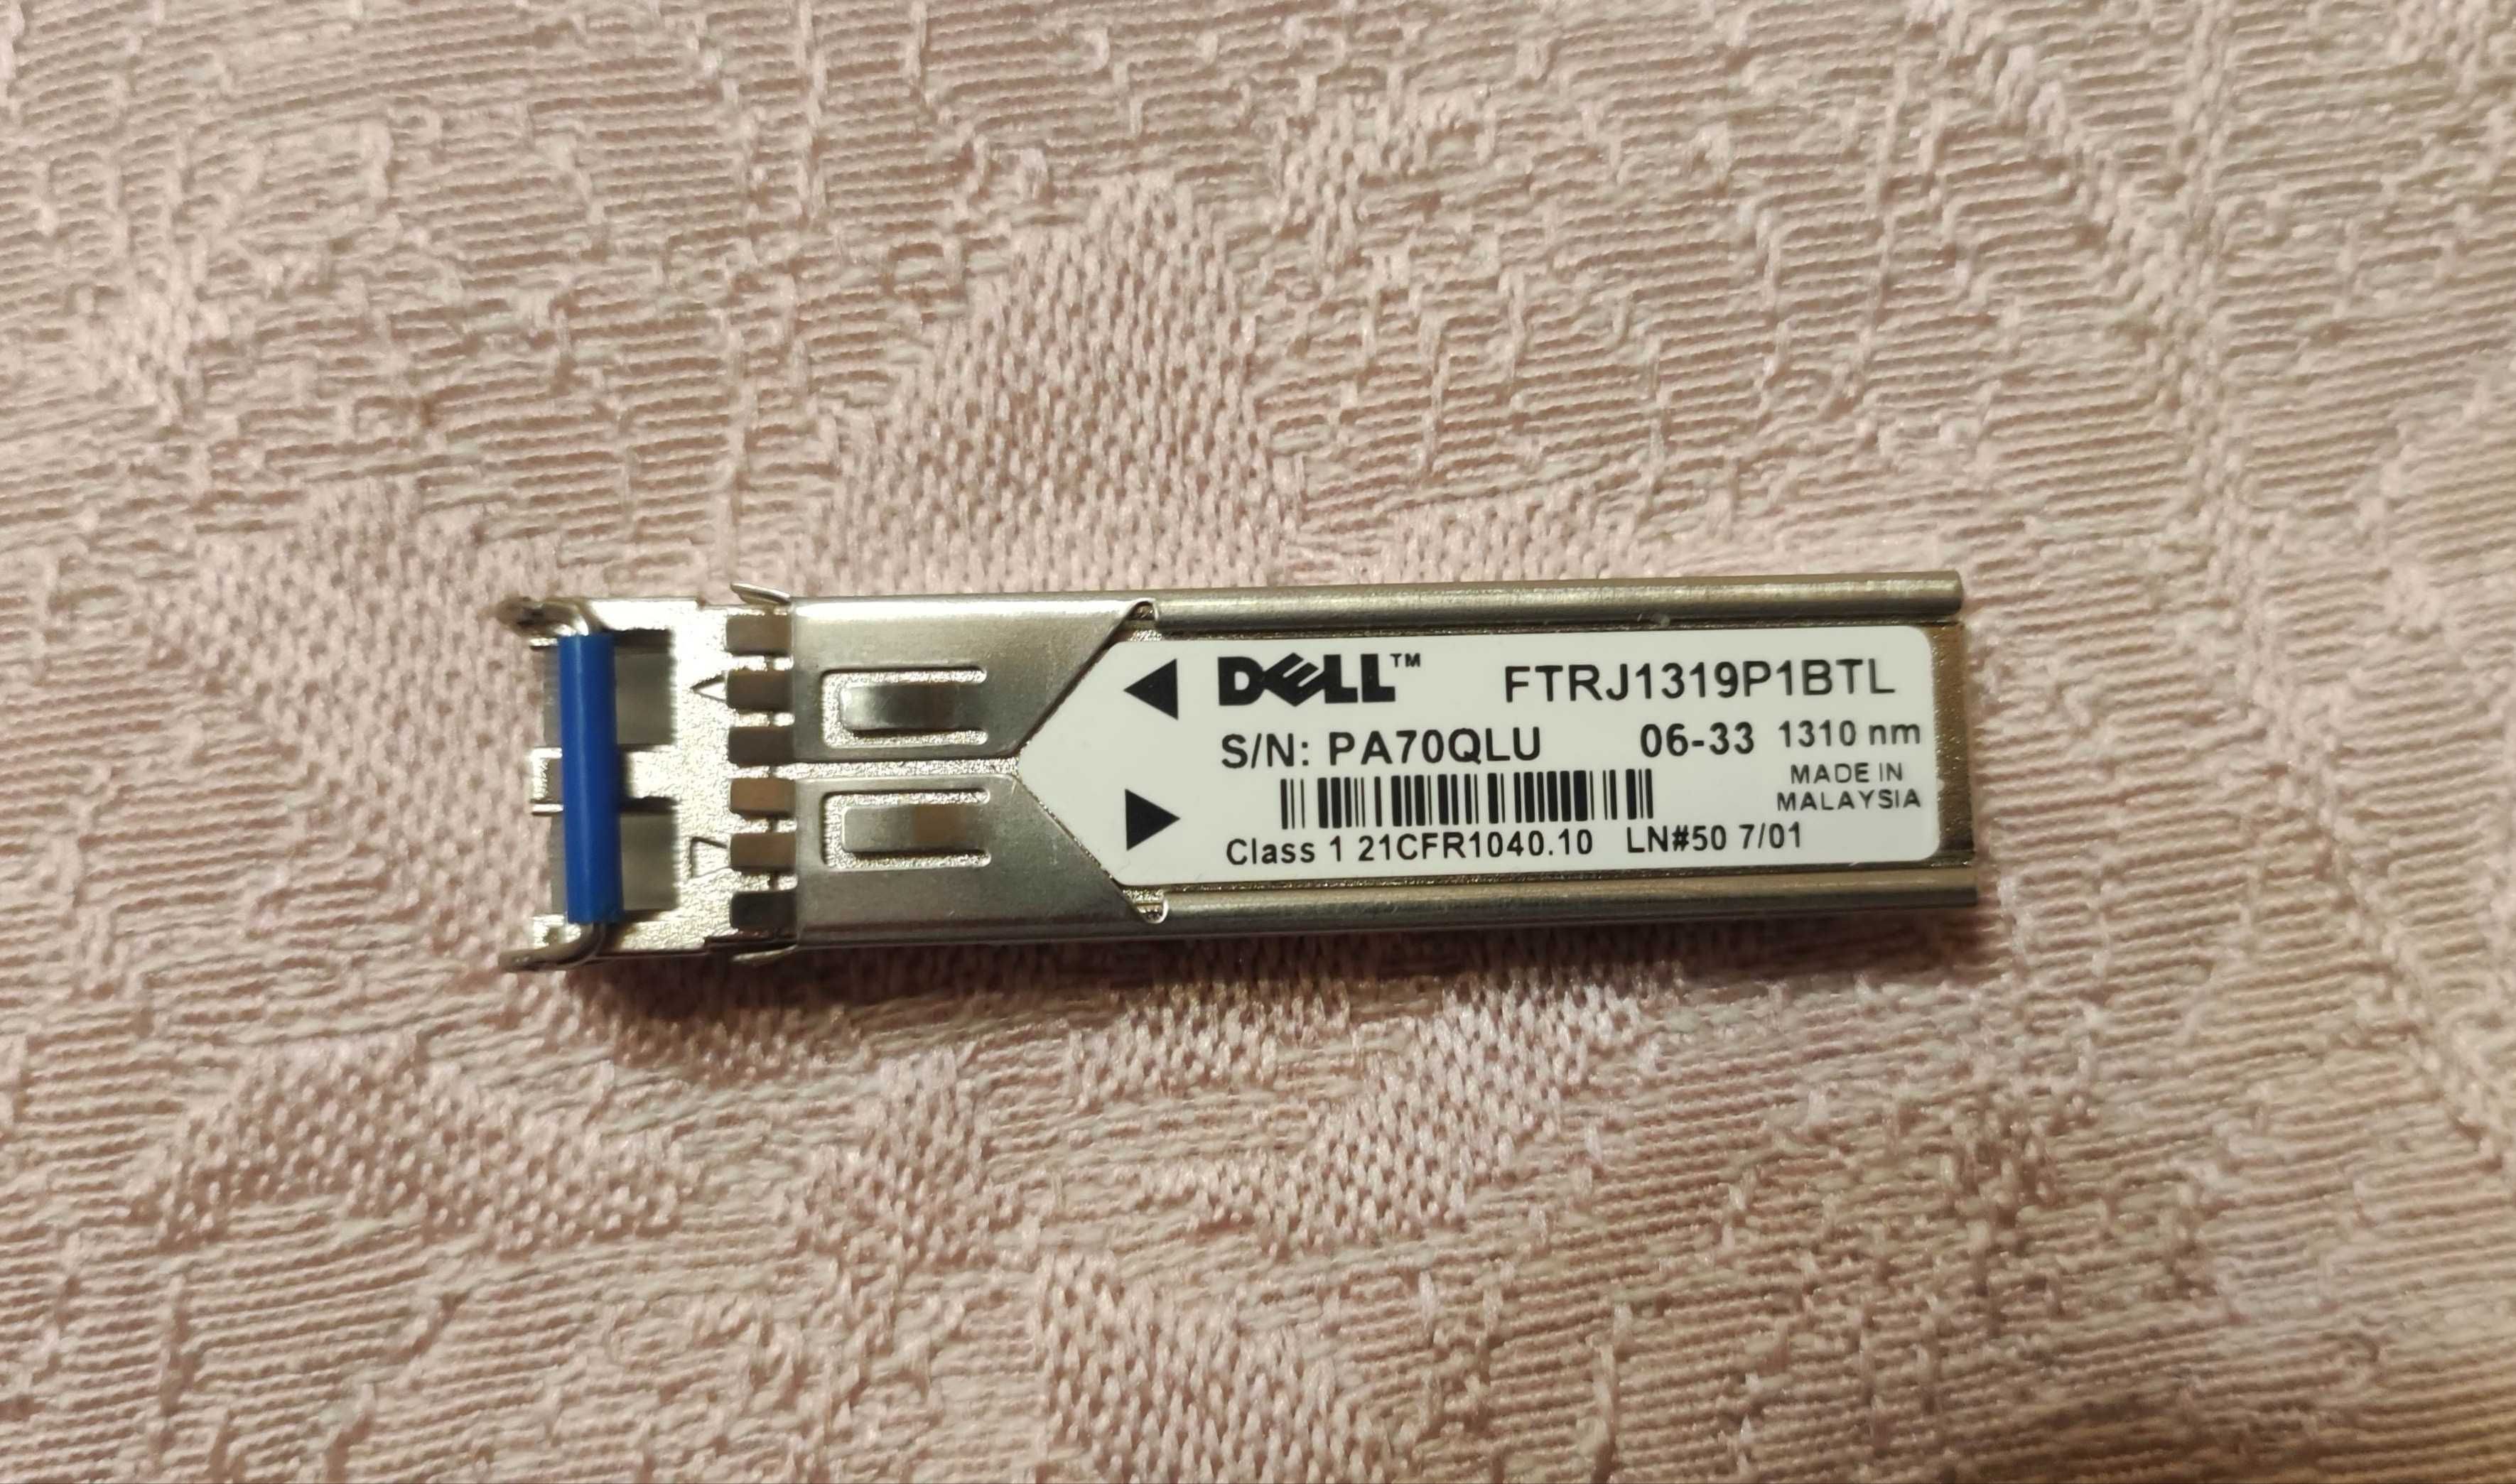 DELL™ FTRJ1319P1BTL
S/N: PA70QLU 06-33 1310 nm
MADE IN
MALAYSIA
Class 1 21CFR1040.10 LN#50 7/01